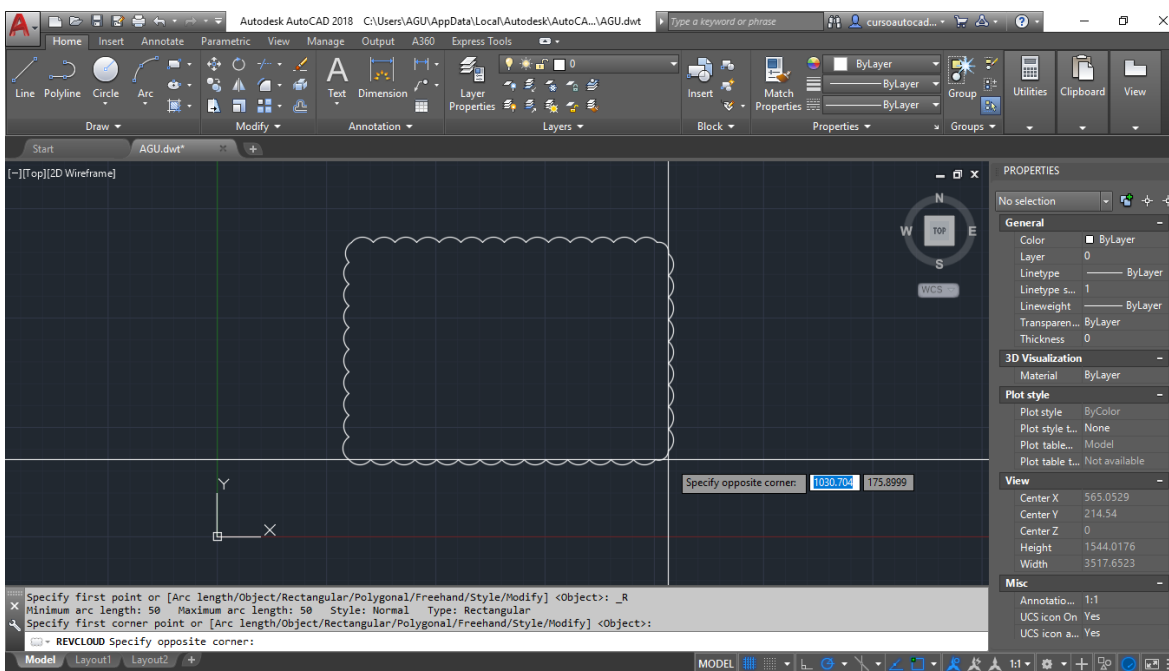 Autodesk AutoCAD 2018 C:\Users\AGU\AppData\Local\Autodesk\AutoCA...\AGU.dwt Type a keyword or phrase cursoautocad...
Home Insert Annotate Parametric View Manage Output A360 Express Tools
Line Polyline Circle Arc Text Dimension Layer Properties 0 Insert Match Properties ByLayer ByLayer ByLayer Group Utilities Clipboard View
Draw Modify Annotation Layers Block Properties Groups
Start AGU.dwt* +
[−][Top][2D Wireframe]
N
W TOP E
S
WCS
Y
X
Specify opposite corner: 1030.704 175.8999
PROPERTIES
No selection
General
Color ByLayer
Layer 0
Linetype ByLayer
Linetype s... 1
Lineweight ByLayer
Transparen... ByLayer
Thickness 0
3D Visualization
Material ByLayer
Plot style
Plot style ByColor
Plot style t... None
Plot table... Model
Plot table t... Not available
View
Center X 565.0529
Center Y 214.54
Center Z 0
Height 1544.0176
Width 3517.6523
Misc
Annotatio... 1:1
UCS icon On Yes
UCS icon a... Yes
Specify first point or [Arc length/Object/Rectangular/Polygonal/Freehand/Style/Modify] <Object>: _R
Minimum arc length: 50 Maximum arc length: 50 Style: Normal Type: Rectangular
Specify first corner point or [Arc length/Object/Rectangular/Polygonal/Freehand/Style/Modify] <Object>:
REVCLOUD Specify opposite corner:
Model Layout1 Layout2 + MODEL 1:1